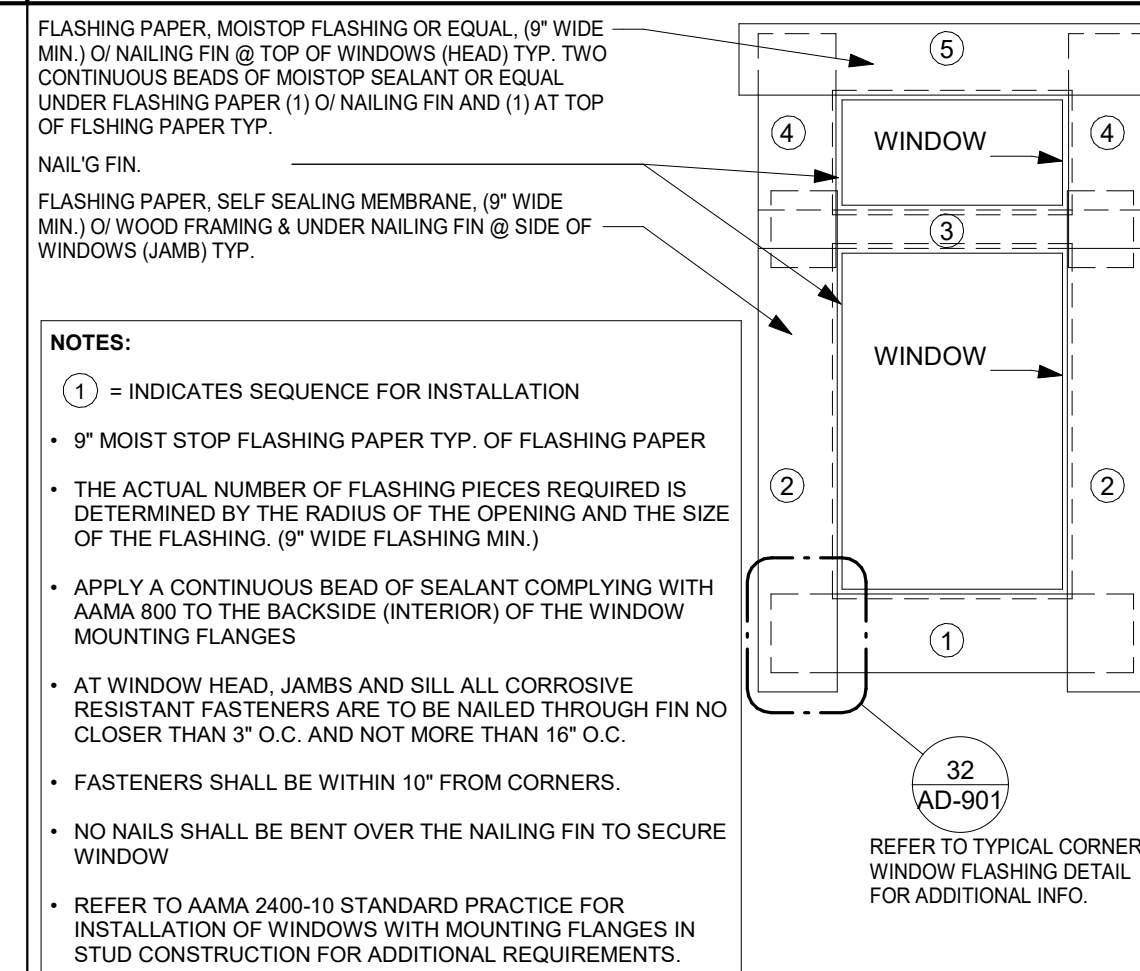 FLASHING PAPER, MOISTOP FLASHING OR EQUAL, (9" WIDE
MIN.) O/ NAILING FIN @ TOP OF WINDOWS (HEAD) TYP. TWO
CONTINUOUS BEADS OF MOISTOP SEALANT OR EQUAL
UNDER FLASHING PAPER (1) O/ NAILING FIN AND (1) AT TOP
OF FLSHING PAPER TYP.
NAIL'G FIN.
FLASHING PAPER, SELF SEALING MEMBRANE, (9" WIDE
MIN.) O/ WOOD FRAMING & UNDER NAILING FIN @ SIDE OF
WINDOWS (JAMB) TYP.
NOTES:
1 = INDICATES SEQUENCE FOR INSTALLATION
• 9" MOIST STOP FLASHING PAPER TYP. OF FLASHING PAPER
• THE ACTUAL NUMBER OF FLASHING PIECES REQUIRED IS
DETERMINED BY THE RADIUS OF THE OPENING AND THE SIZE
OF THE FLASHING. (9" WIDE FLASHING MIN.)
• APPLY A CONTINUOUS BEAD OF SEALANT COMPLYING WITH
AAMA 800 TO THE BACKSIDE (INTERIOR) OF THE WINDOW
MOUNTING FLANGES
• AT WINDOW HEAD, JAMBS AND SILL ALL CORROSIVE
RESISTANT FASTENERS ARE TO BE NAILED THROUGH FIN NO
CLOSER THAN 3" O.C. AND NOT MORE THAN 16" O.C.
• FASTENERS SHALL BE WITHIN 10" FROM CORNERS.
• NO NAILS SHALL BE BENT OVER THE NAILING FIN TO SECURE
WINDOW
• REFER TO AAMA 2400-10 STANDARD PRACTICE FOR
INSTALLATION OF WINDOWS WITH MOUNTING FLANGES IN
STUD CONSTRUCTION FOR ADDITIONAL REQUIREMENTS.
5
4
WINDOW
4
3
WINDOW
2
2
1
32
AD-901
REFER TO TYPICAL CORNER
WINDOW FLASHING DETAIL
FOR ADDITIONAL INFO.